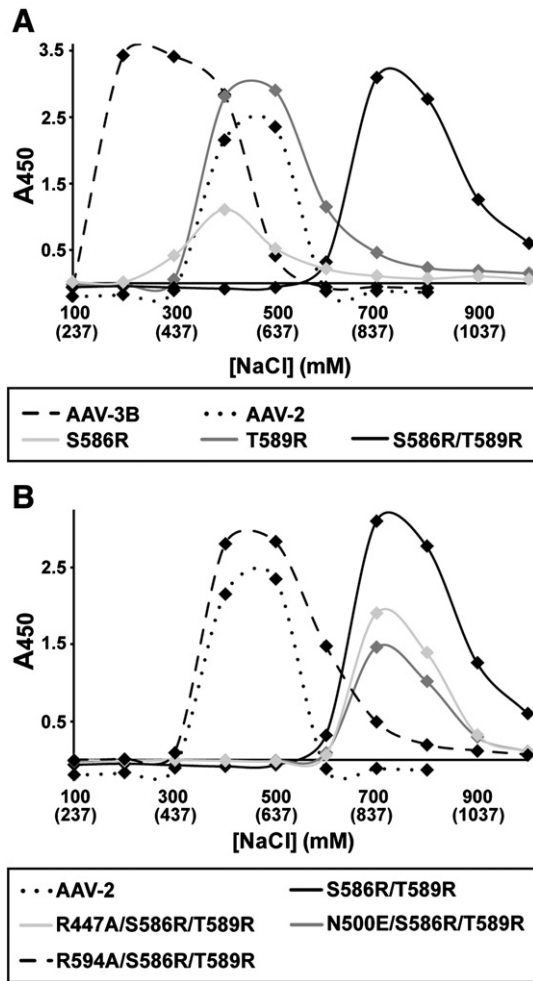 A
3.5
2.5
1.5
0.5
A450
100 300 500 700 900
(237) (437) (637) (837) (1037)
[NaCl] (mM)
AAV-3B AAV-2
S586R T589R S586R/T589R
B
2.5
1.5
0.5
A450
100 300 500 700 900
(237) (437) (637) (837) (1037)
[NaCl] (mM)
AAV-2 S586R/T589R
R447A/S586R/T589R N500E/S586R/T589R
R594A/S586R/T589R